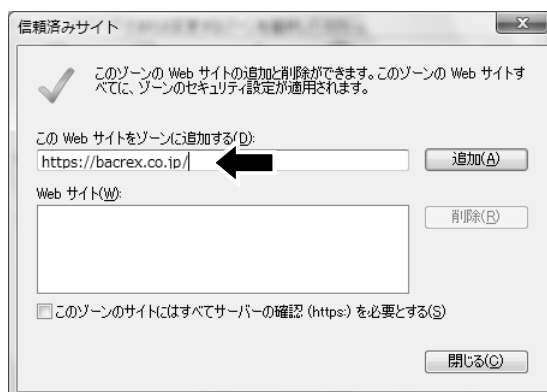 信頼済みサイト
このゾーンの Web サイトの追加と削除ができます。このゾーンの Web サイトす
べてに、ゾーンのセキュリティ設定が適用されます。
この Web サイトをゾーンに追加する(D):
https://bacrex.co.jp/
追加(A)
Web サイト(W):
削除(R)
このゾーンのサイトにはすべてサーバーの確認 (https:) を必要とする(S)
閉じる(C)